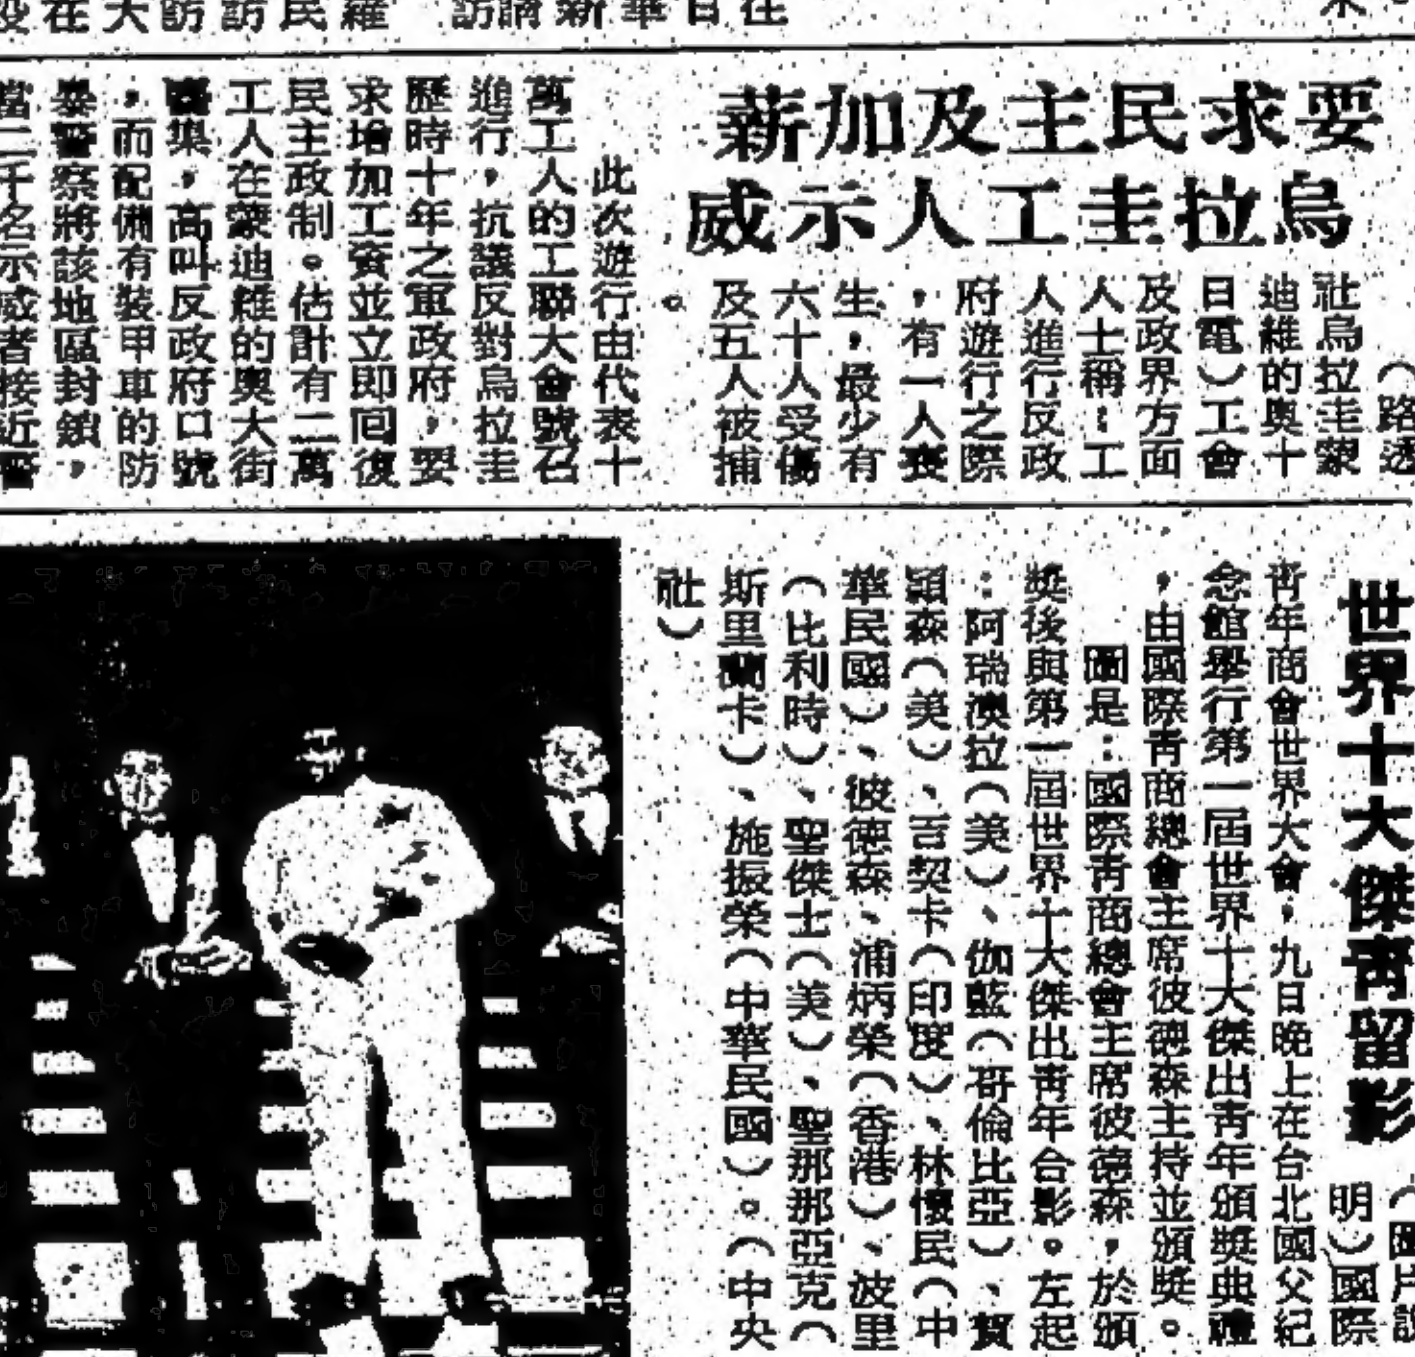 要求民主及加薪
烏拉圭工人示威
（路透
社烏拉圭蒙
迪維的奧十
日電）工會
及政界方面
人士稱：工
人進行反政
府遊行之際
，有一人喪
生，最少有
六十人受傷
及五人被捕
。
此次遊行由代表十
萬工人的工聯大會號召
進行，抗議反對烏拉圭
歷時十年之軍政府，要
求增加工資並立即囘復
民主政制。估計有二萬
工人在蒙迪維的奧大街
集，高叫反政府口號
，而配備有裝甲車的防
暴警察將該地區封鎖，
當二千名示威者接近警
世界十大傑靑留影
（圖片說
明）國際
靑年商會世界大會，九日晚上在台北國父紀
念館舉行第一屆世界十大傑出靑年頒獎典禮
，由國際靑商總會主席彼德森主持並頒獎。
圖是：國際靑商總會主席彼德森，於頒
獎後與第一屆世界十大傑出靑年合影。左起
：阿瑞澳拉（美）、伽藍（哥倫比亞）、賀
穎森（美）、吉契卡（印度）、林懷民（中
華民國）、彼德森、浦炳榮（香港）、波里
（比利時）、聖傑士（美）、聖那那亞克（
斯里蘭卡）、施振榮（中華民國）。（中央
社）